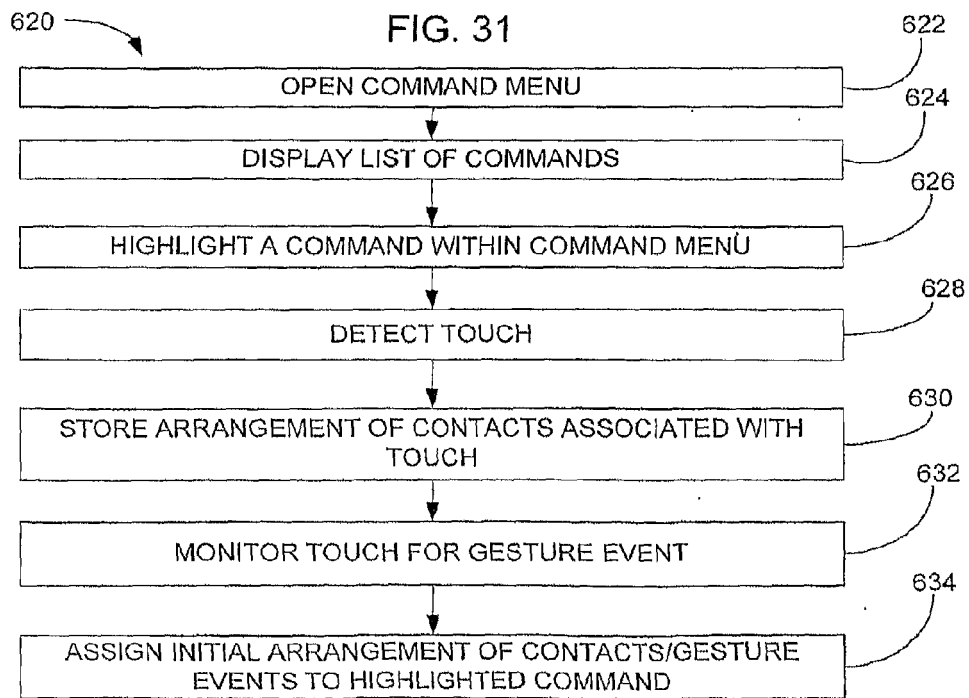 620
FIG. 31
622
OPEN COMMAND MENU
624
DISPLAY LIST OF COMMANDS
626
HIGHLIGHT A COMMAND WITHIN COMMAND MENU
628
DETECT TOUCH
630
STORE ARRANGEMENT OF CONTACTS ASSOCIATED WITH
TOUCH
632
MONITOR TOUCH FOR GESTURE EVENT
634
ASSIGN INITIAL ARRANGEMENT OF CONTACTS/GESTURE
EVENTS TO HIGHLIGHTED COMMAND